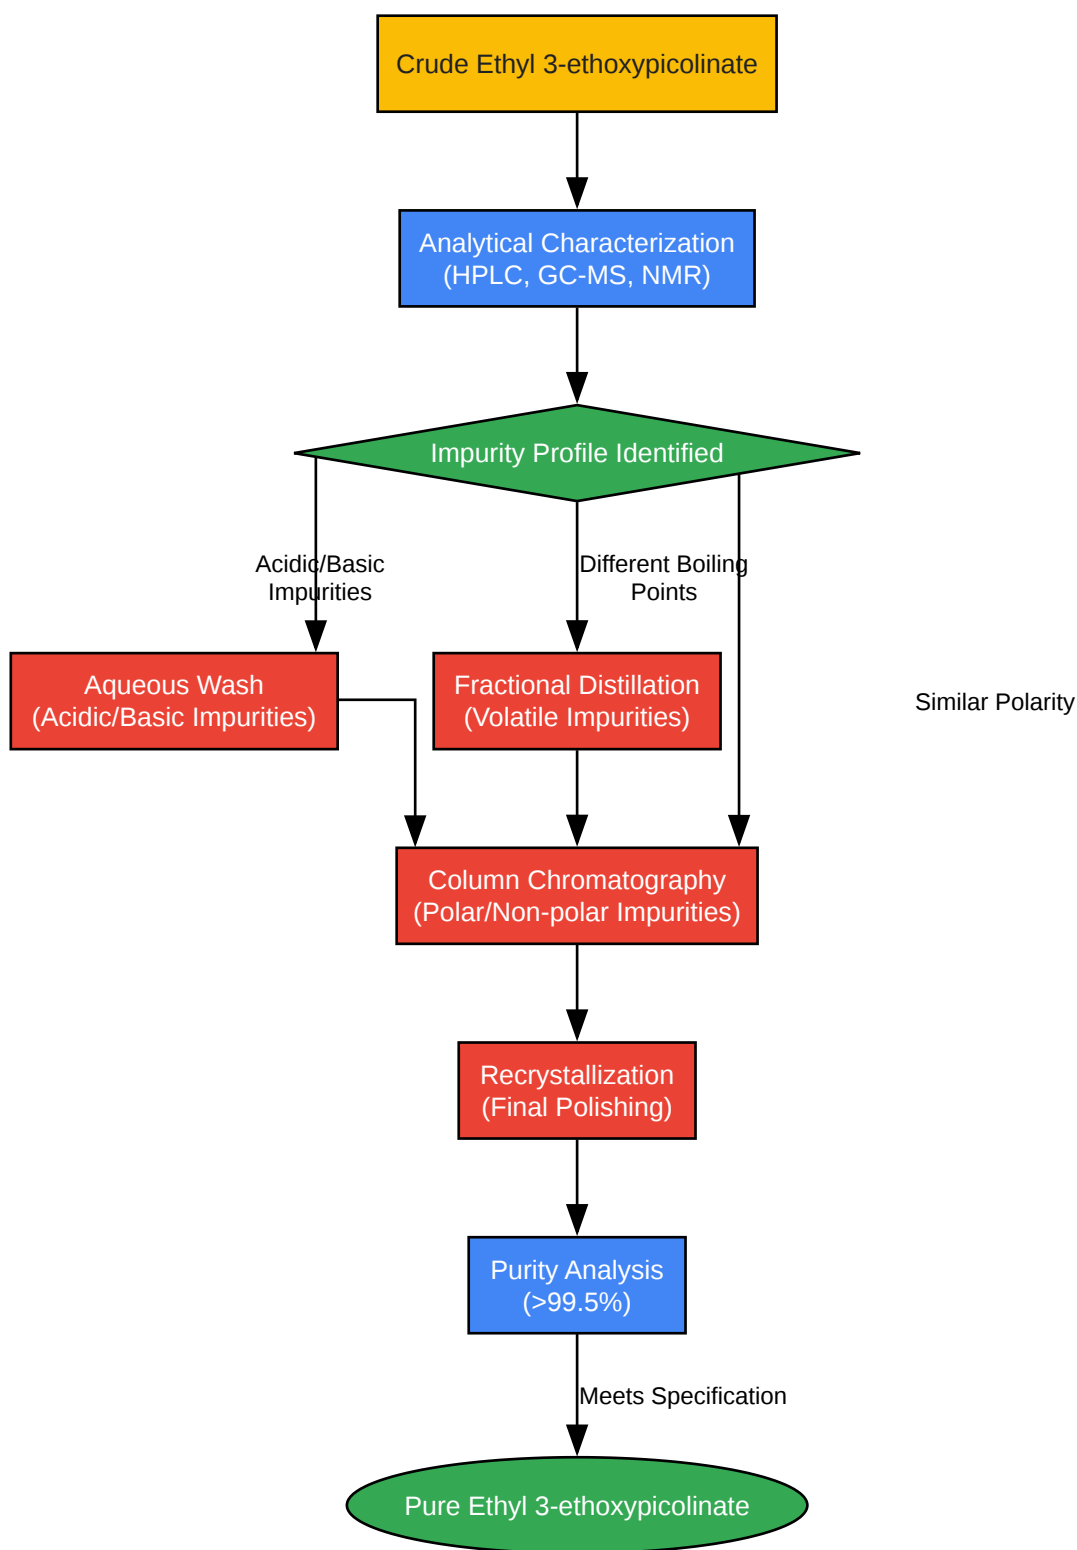 Crude Ethyl 3-ethoxypicolinate
Analytical Characterization
(HPLC, GC-MS, NMR)
Impurity Profile Identified
Acidic/Basic
Impurities
Different Boiling
Points
Aqueous Wash
(Acidic/Basic Impurities)
Fractional Distillation
(Volatile Impurities)
Similar Polarity
Column Chromatography
(Polar/Non-polar Impurities)
Recrystallization
(Final Polishing)
Purity Analysis
(>99.5%)
Meets Specification
Pure Ethyl 3-ethoxypicolinate